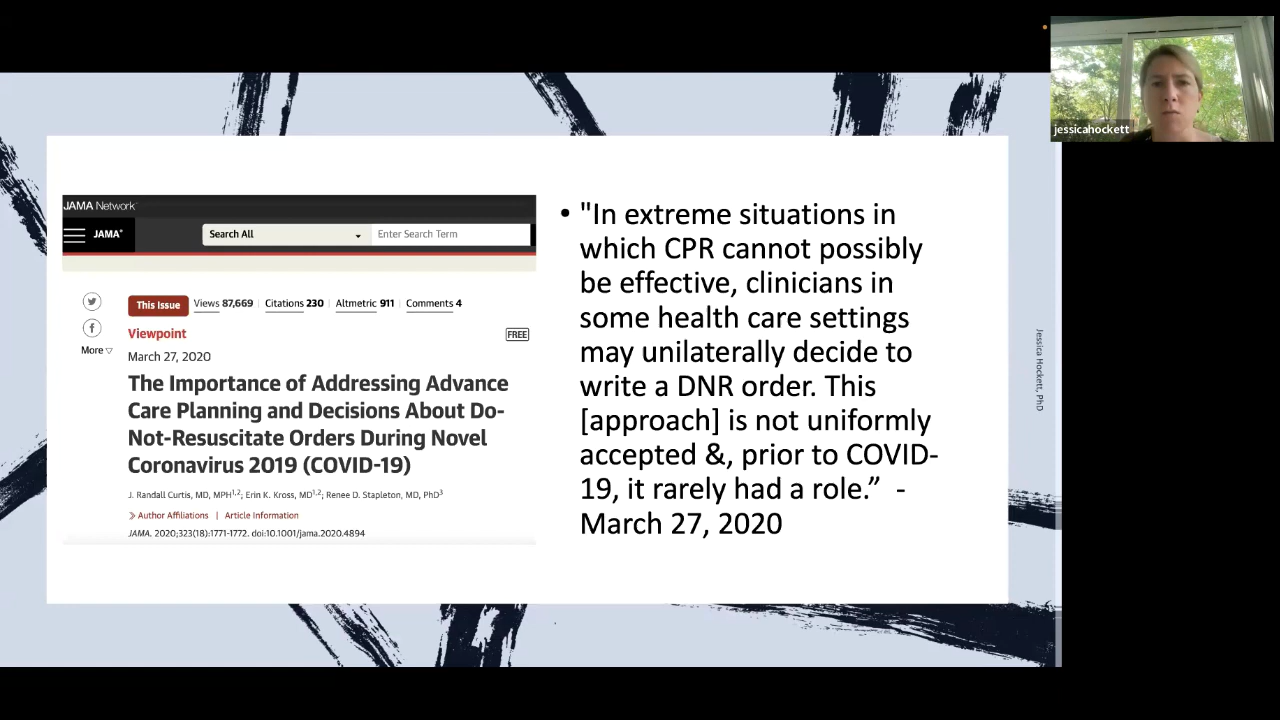 JAMA Network
JAMA
Search All
Enter Search Term
This Issue
Views 87,669 | Citations 230 | Altmetric 911 | Comments 4
Viewpoint
FREE
March 27, 2020
More
The Importance of Addressing Advance
Care Planning and Decisions About Do-
Not-Resuscitate Orders During Novel
Coronavirus 2019 (COVID-19)
J. Randall Curtis, MD, MPH1,2; Erin K. Kross, MD1,2; Renee D. Stapleton, MD, PhD3
» Author Affiliations | Article Information
JAMA. 2020;323(18):1771-1772. doi:10.1001/jama.2020.4894
• "In extreme situations in
which CPR cannot possibly
be effective, clinicians in
some health care settings
may unilaterally decide to
write a DNR order. This
[approach] is not uniformly
accepted &, prior to COVID-
19, it rarely had a role.” -
March 27, 2020
Jessica Hockett, PhD
jessicahockett